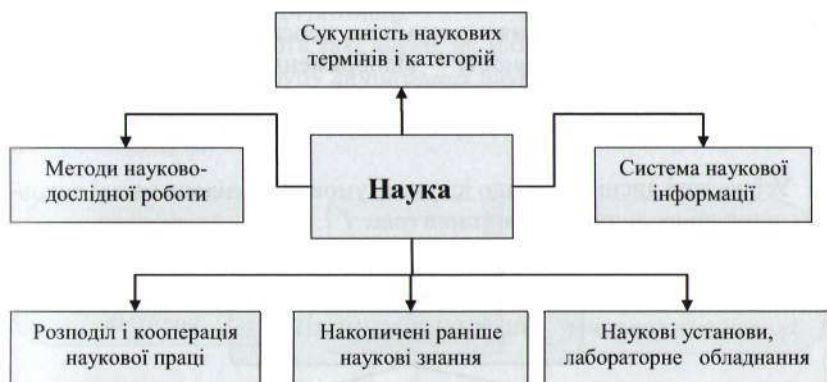 Сукупність наукових
термінів і категорій
Методи науково-
дослідної роботи
Наука
Система наукової
інформації
Розподіл і кооперація
наукової праці
Накопичені раніше
наукові знання
Наукові установи,
лабораторне обладнання